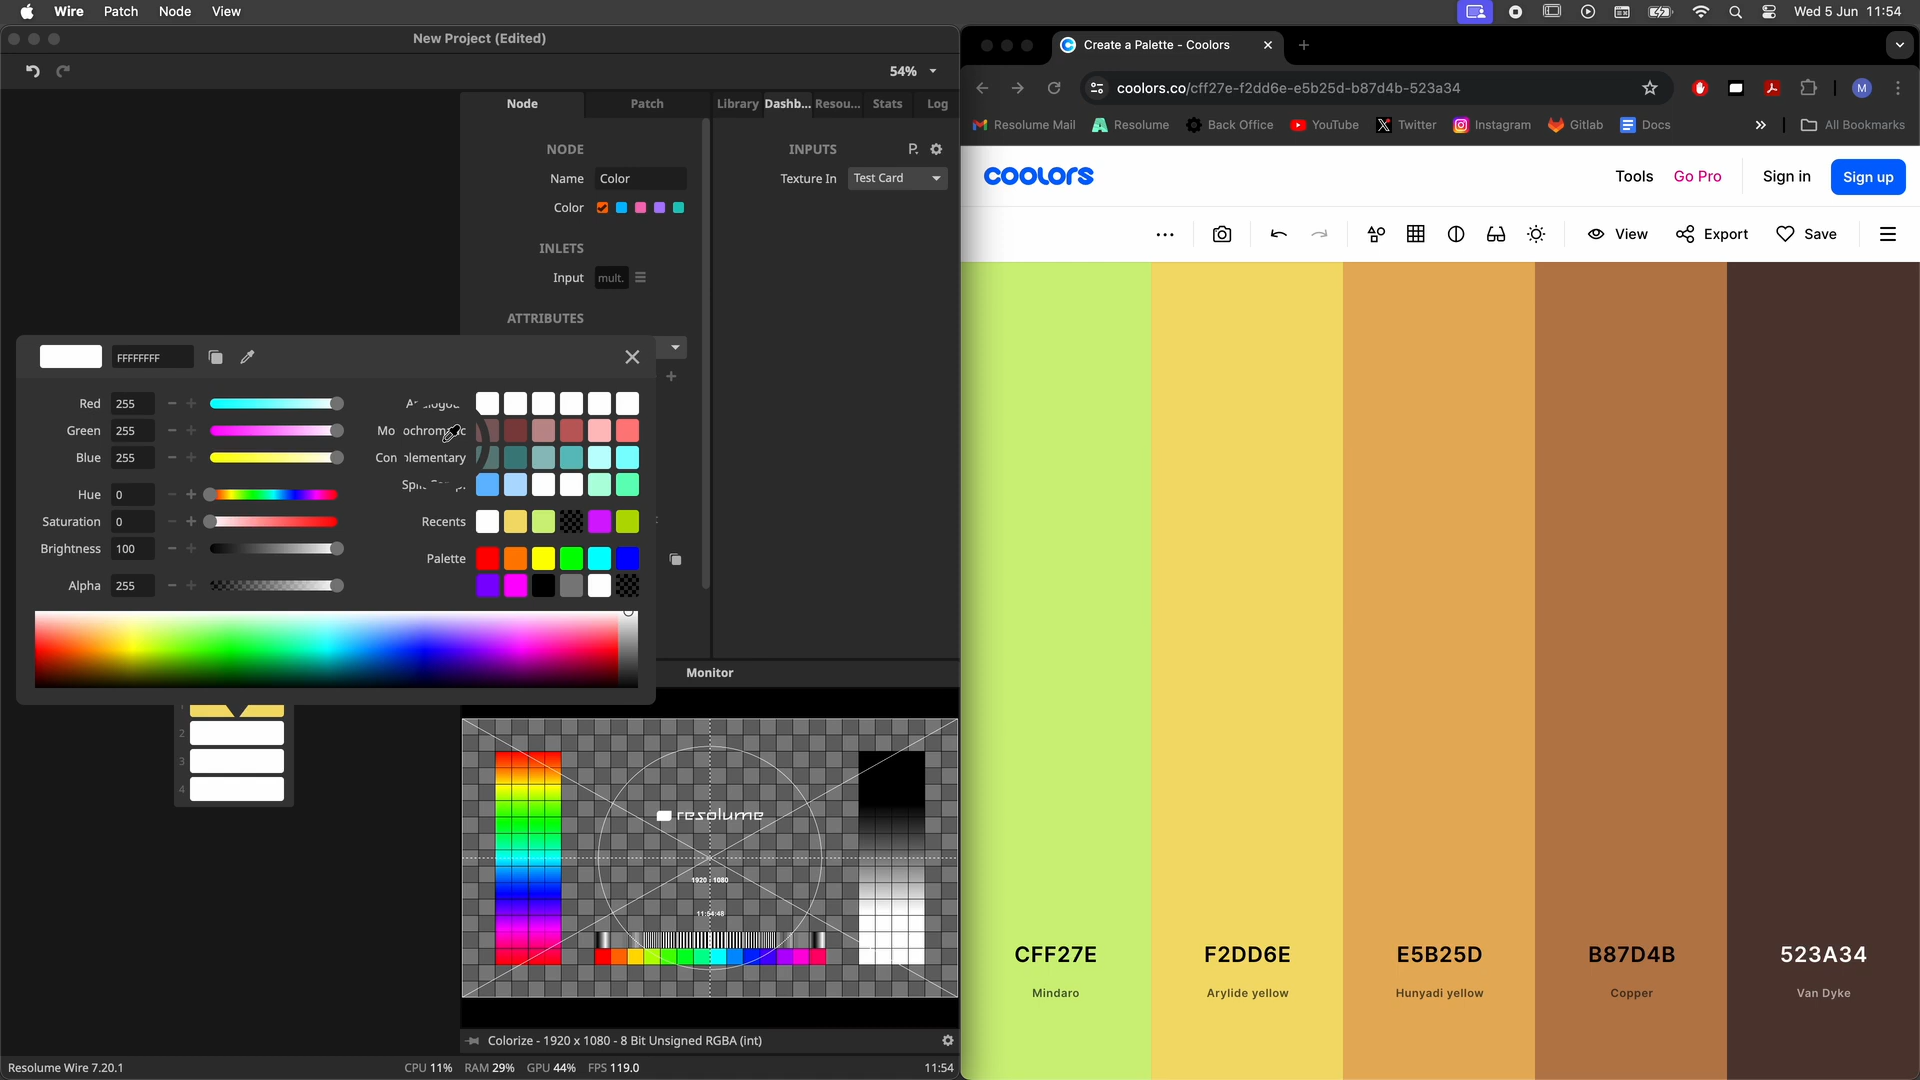 Wire Patch Node View
Wed 5 Jun 11:54
New Project (Edited)
54%
Node Patch
Library Dashb... Resou... Stats Log
NODE
Name Color
Color
INLETS
Input mult.
ATTRIBUTES
INPUTS P.
Texture In Test Card
FFFFFFFF
Red 255
Green 255
Blue 255
Hue 0
Saturation 0
Brightness 100
Alpha 255
Recents
Palette
1
2
3
4
Monitor
resolume
1920 : 1080
11:54:48
Colorize - 1920 x 1080 - 8 Bit Unsigned RGBA (int)
Resolume Wire 7.20.1
CPU 11% RAM 29% GPU 44% FPS 119.0
11:54
Create a Palette - Coolors
coolors.co/cff27e-f2dd6e-e5b25d-b87d4b-523a34
M
Resolume Mail Resolume Back Office YouTube Twitter Instagram Gitlab Docs
All Bookmarks
coolors
Tools Go Pro Sign in Sign up
View Export Save
CFF27E F2DD6E E5B25D B87D4B 523A34
Mindaro Arylide yellow Hunyadi yellow Copper Van Dyke